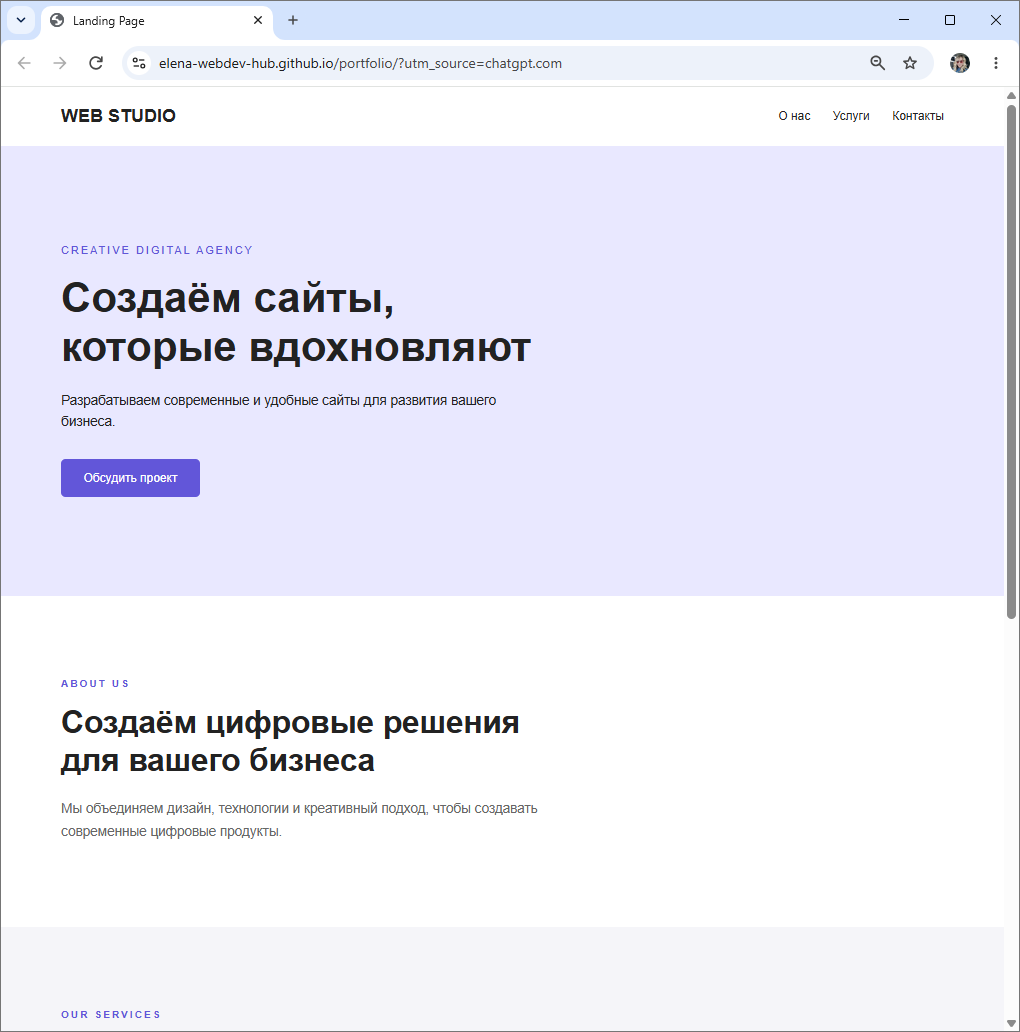 Landing Page
elena-webdev-hub.github.io/portfolio/?utm_source=chatgpt.com
WEB STUDIO
О нас
Услуги
Контакты
CREATIVE DIGITAL AGENCY
Создаём сайты,
которые вдохновляют
Разрабатываем современные и удобные сайты для развития вашего
бизнеса.
Обсудить проект
ABOUT US
Создаём цифровые решения
для вашего бизнеса
Мы объединяем дизайн, технологии и креативный подход, чтобы создавать
современные цифровые продукты.
OUR SERVICES